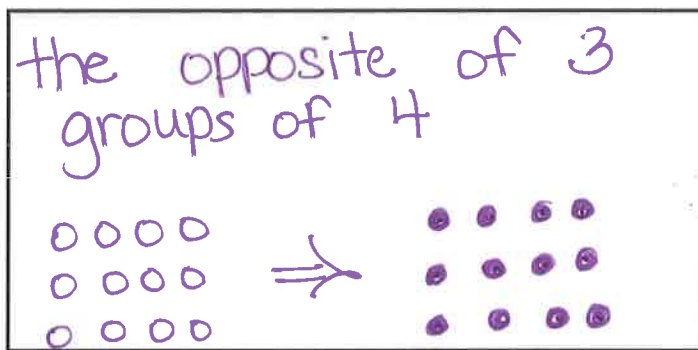 the opposite of 3
groups of 4